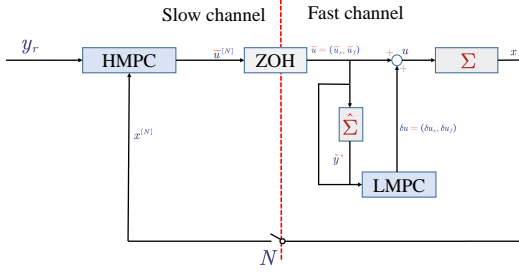 Slow channel
Fast channel
y_r
HMPC
ū^[N]
ZOH
ū = (ū_s, ū_f)
+
+
u
Σ
x
Σ̂
x^[N]
δu = (δu_s, δu_f)
LMPC
N